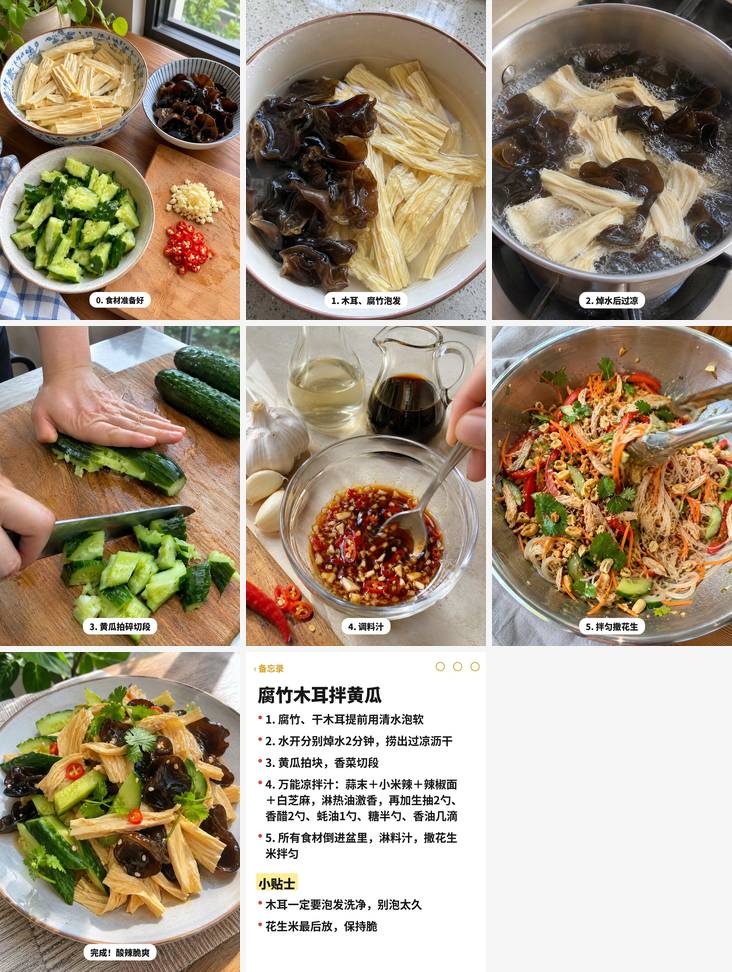 0. 食材准备好
1. 木耳、腐竹泡发
2. 焯水后过凉
3. 黄瓜拍碎切段
4. 调料汁
5. 拌匀撒花生
完成！酸辣脆爽
‹ 备忘录
腐竹木耳拌黄瓜
• 1. 腐竹、干木耳提前用清水泡软
• 2. 水开分别焯水2分钟，捞出过凉沥干
• 3. 黄瓜拍块，香菜切段
• 4. 万能凉拌汁：蒜末＋小米辣＋辣椒面
＋白芝麻，淋热油激香，再加生抽2勺、
香醋2勺、蚝油1勺、糖半勺、香油几滴
• 5. 所有食材倒进盆里，淋料汁，撒花生
米拌匀
小贴士
• 木耳一定要泡发洗净，别泡太久
• 花生米最后放，保持脆